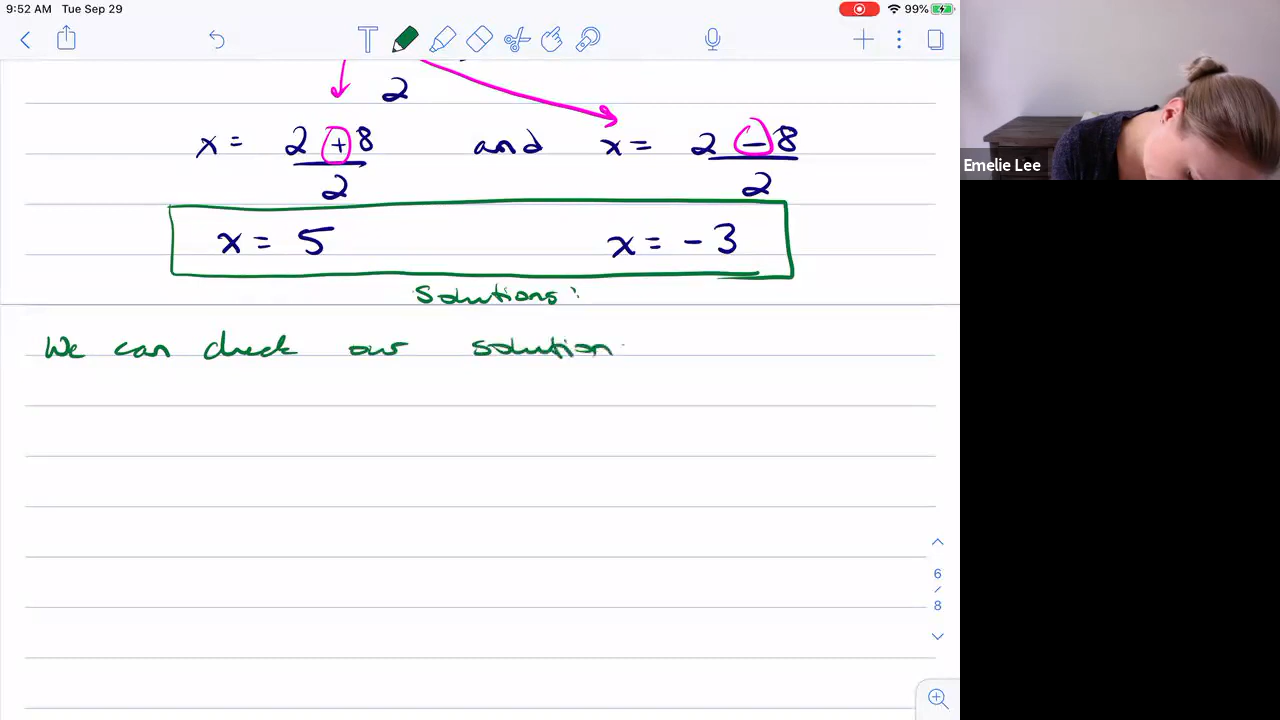 9:52 AM Tue Sep 29
99%
2
x = 2 + 8 and x = 2 - 8
2 2
x = 5 x = - 3
Solutions:
We can check our solution
6
/
8
Emelie Lee